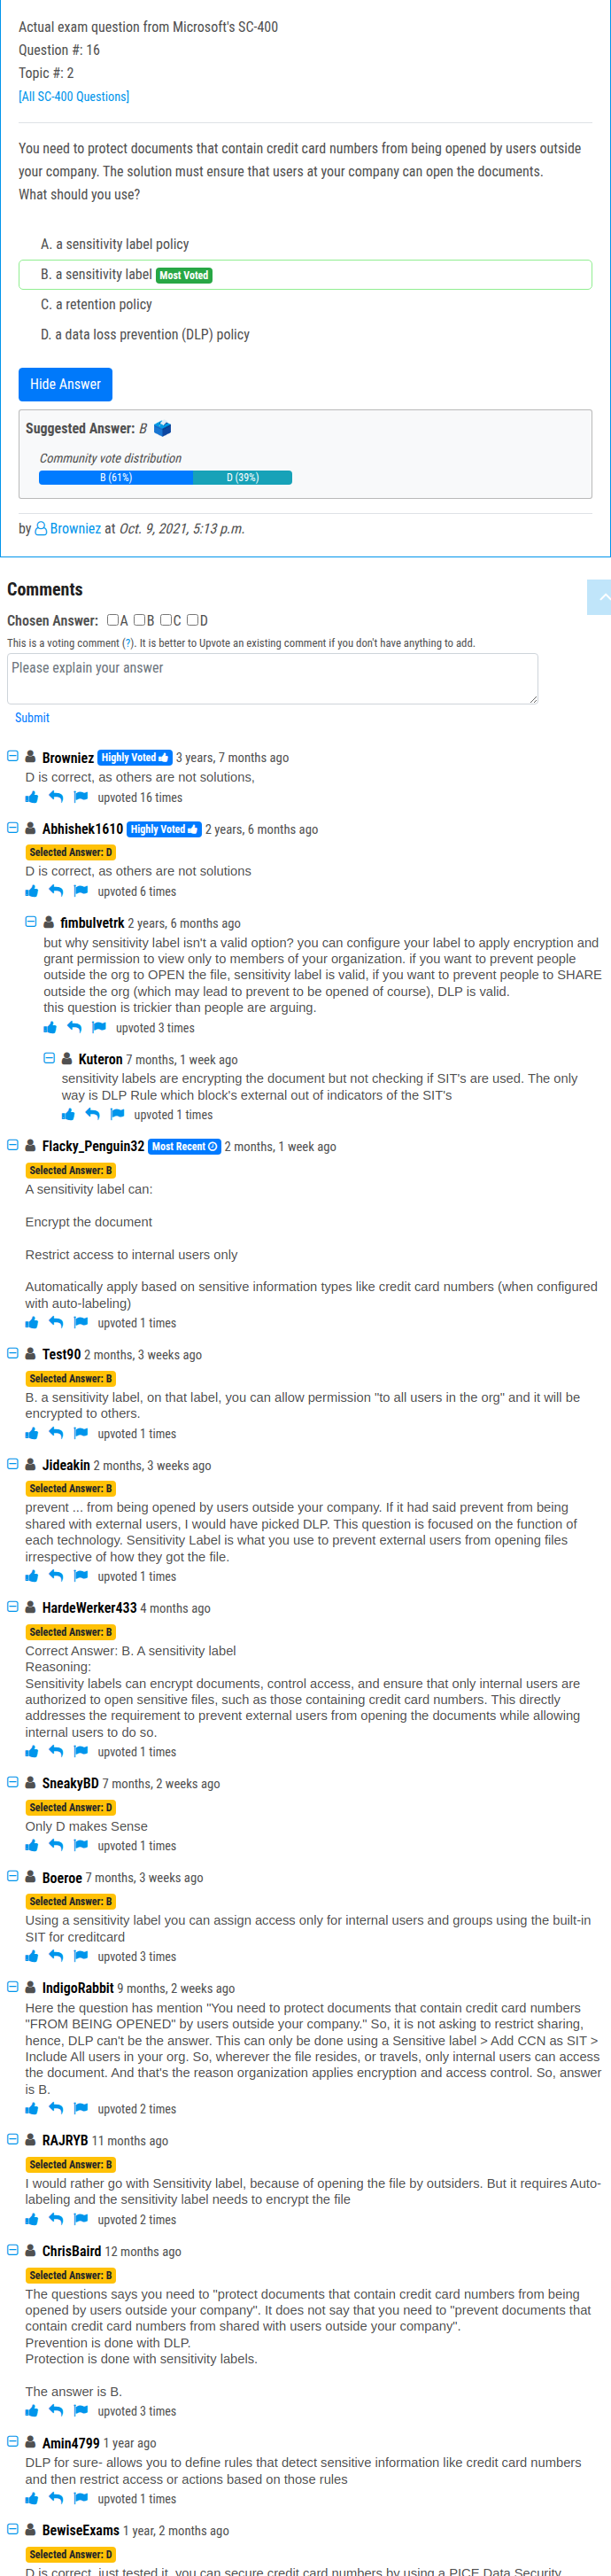 Actual exam question from Microsoft's SC-400
Question #: 16
Topic #: 2
[All SC-400 Questions]
You need to protect documents that contain credit card numbers from being opened by users outside
your company. The solution must ensure that users at your company can open the documents.
What should you use?
A. a sensitivity label policy
B. a sensitivity label Most Voted
C. a retention policy
D. a data loss prevention (DLP) policy
Hide Answer
Suggested Answer: B
Community vote distribution
B (61%) D (39%)
by Browniez at Oct. 9, 2021, 5:13 p.m.
Comments
Chosen Answer: A B C D
This is a voting comment (?). It is better to Upvote an existing comment if you don't have anything to add.
Please explain your answer
Submit
Browniez Highly Voted 3 years, 7 months ago
D is correct, as others are not solutions,
upvoted 16 times
Abhishek1610 Highly Voted 2 years, 6 months ago
Selected Answer: D
D is correct, as others are not solutions
upvoted 6 times
fimbulvetrk 2 years, 6 months ago
but why sensitivity label isn't a valid option? you can configure your label to apply encryption and
grant permission to view only to members of your organization. if you want to prevent people
outside the org to OPEN the file, sensitivity label is valid, if you want to prevent people to SHARE
outside the org (which may lead to prevent to be opened of course), DLP is valid.
this question is trickier than people are arguing.
upvoted 3 times
Kuteron 7 months, 1 week ago
sensitivity labels are encrypting the document but not checking if SIT's are used. The only
way is DLP Rule which block's external out of indicators of the SIT's
upvoted 1 times
Flacky_Penguin32 Most Recent 2 months, 1 week ago
Selected Answer: B
A sensitivity label can:
Encrypt the document
Restrict access to internal users only
Automatically apply based on sensitive information types like credit card numbers (when configured
with auto-labeling)
upvoted 1 times
Test90 2 months, 3 weeks ago
Selected Answer: B
B. a sensitivity label, on that label, you can allow permission "to all users in the org" and it will be
encrypted to others.
upvoted 1 times
Jideakin 2 months, 3 weeks ago
Selected Answer: B
prevent ... from being opened by users outside your company. If it had said prevent from being
shared with external users, I would have picked DLP. This question is focused on the function of
each technology. Sensitivity Label is what you use to prevent external users from opening files
irrespective of how they got the file.
upvoted 1 times
HardeWerker433 4 months ago
Selected Answer: B
Correct Answer: B. A sensitivity label
Reasoning:
Sensitivity labels can encrypt documents, control access, and ensure that only internal users are
authorized to open sensitive files, such as those containing credit card numbers. This directly
addresses the requirement to prevent external users from opening the documents while allowing
internal users to do so.
upvoted 1 times
SneakyBD 7 months, 2 weeks ago
Selected Answer: D
Only D makes Sense
upvoted 1 times
Boeroe 7 months, 3 weeks ago
Selected Answer: B
Using a sensitivity label you can assign access only for internal users and groups using the built-in
SIT for creditcard
upvoted 3 times
IndigoRabbit 9 months, 2 weeks ago
Here the question has mention "You need to protect documents that contain credit card numbers
"FROM BEING OPENED" by users outside your company." So, it is not asking to restrict sharing,
hence, DLP can't be the answer. This can only be done using a Sensitive label > Add CCN as SIT >
Include All users in your org. So, wherever the file resides, or travels, only internal users can access
the document. And that's the reason organization applies encryption and access control. So, answer
is B.
upvoted 2 times
RAJRYB 11 months ago
Selected Answer: B
I would rather go with Sensitivity label, because of opening the file by outsiders. But it requires Auto-
labeling and the sensitivity label needs to encrypt the file
upvoted 2 times
ChrisBaird 12 months ago
Selected Answer: B
The questions says you need to "protect documents that contain credit card numbers from being
opened by users outside your company". It does not say that you need to "prevent documents that
contain credit card numbers from shared with users outside your company".
Prevention is done with DLP.
Protection is done with sensitivity labels.
The answer is B.
upvoted 3 times
Amin4799 1 year ago
DLP for sure- allows you to define rules that detect sensitive information like credit card numbers
and then restrict access or actions based on those rules
upvoted 1 times
BewiseExams 1 year, 2 months ago
Selected Answer: D
D is correct, just tested it, you can secure credit card numbers by using a PICE Data Security